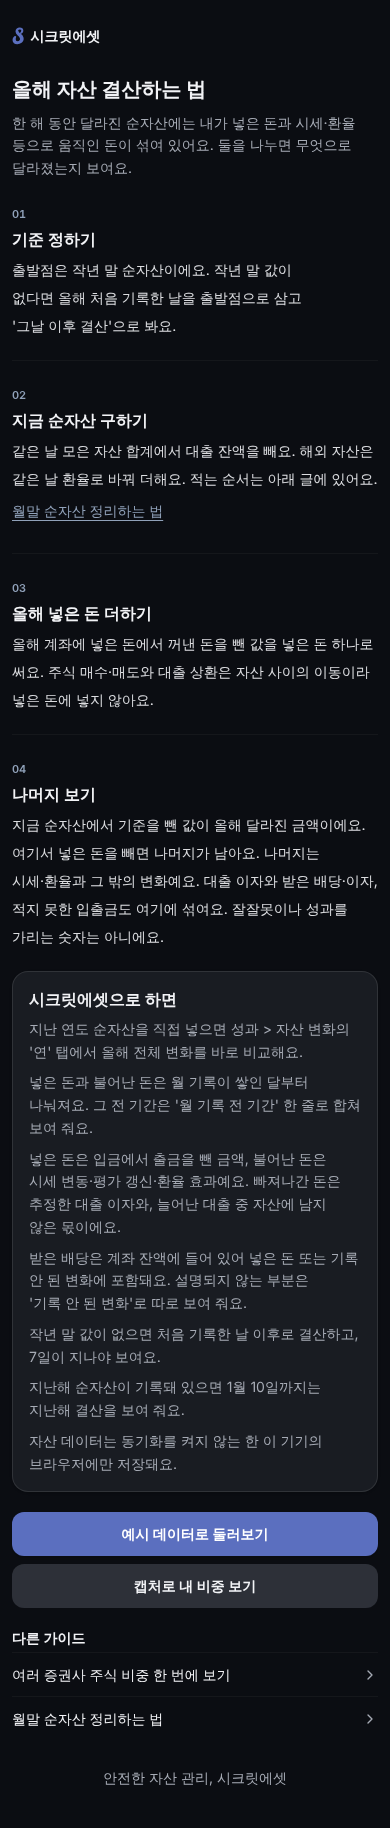 시크릿에셋
올해 자산 결산하는 법
한 해 동안 달라진 순자산에는 내가 넣은 돈과 시세·환율
등으로 움직인 돈이 섞여 있어요. 둘을 나누면 무엇으로
달라졌는지 보여요.
01
기준 정하기
출발점은 작년 말 순자산이에요. 작년 말 값이
없다면 올해 처음 기록한 날을 출발점으로 삼고
'그날 이후 결산'으로 봐요.
02
지금 순자산 구하기
같은 날 모은 자산 합계에서 대출 잔액을 빼요. 해외 자산은
같은 날 환율로 바꿔 더해요. 적는 순서는 아래 글에 있어요.
월말 순자산 정리하는 법
03
올해 넣은 돈 더하기
올해 계좌에 넣은 돈에서 꺼낸 돈을 뺀 값을 넣은 돈 하나로
써요. 주식 매수·매도와 대출 상환은 자산 사이의 이동이라
넣은 돈에 넣지 않아요.
04
나머지 보기
지금 순자산에서 기준을 뺀 값이 올해 달라진 금액이에요.
여기서 넣은 돈을 빼면 나머지가 남아요. 나머지는
시세·환율과 그 밖의 변화예요. 대출 이자와 받은 배당·이자,
적지 못한 입출금도 여기에 섞여요. 잘잘못이나 성과를
가리는 숫자는 아니에요.
시크릿에셋으로 하면
지난 연도 순자산을 직접 넣으면 성과 > 자산 변화의
'연' 탭에서 올해 전체 변화를 바로 비교해요.
넣은 돈과 불어난 돈은 월 기록이 쌓인 달부터
나눠져요. 그 전 기간은 '월 기록 전 기간' 한 줄로 합쳐
보여 줘요.
넣은 돈은 입금에서 출금을 뺀 금액, 불어난 돈은
시세 변동·평가 갱신·환율 효과예요. 빠져나간 돈은
추정한 대출 이자와, 늘어난 대출 중 자산에 남지
않은 몫이에요.
받은 배당은 계좌 잔액에 들어 있어 넣은 돈 또는 기록
안 된 변화에 포함돼요. 설명되지 않는 부분은
'기록 안 된 변화'로 따로 보여 줘요.
작년 말 값이 없으면 처음 기록한 날 이후로 결산하고,
7일이 지나야 보여요.
지난해 순자산이 기록돼 있으면 1월 10일까지는
지난해 결산을 보여 줘요.
자산 데이터는 동기화를 켜지 않는 한 이 기기의
브라우저에만 저장돼요.
예시 데이터로 둘러보기
캡처로 내 비중 보기
다른 가이드
여러 증권사 주식 비중 한 번에 보기
월말 순자산 정리하는 법
안전한 자산 관리, 시크릿에셋